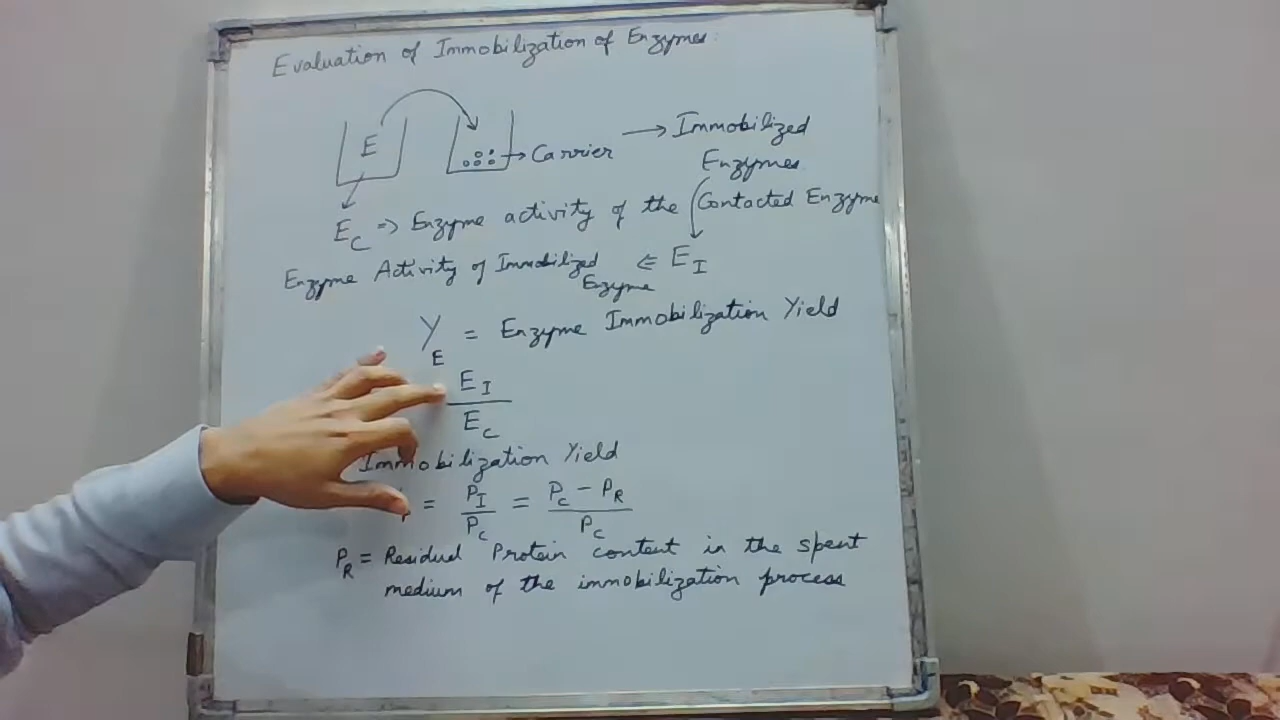 Evaluation of Immobilization of Enzymes:
E
Carrier → Immobilized
Enzymes
E_C => Enzyme activity of the Contacted Enzyme
Enzyme Activity of Immobilized ⇐ E_I
Enzyme
Y_E = Enzyme Immobilization Yield
E_I
E_C
Immobilization Yield
= P_I/P_C = (P_C - P_R)/P_C
P_R = Residual Protein content in the spent
medium of the immobilization process